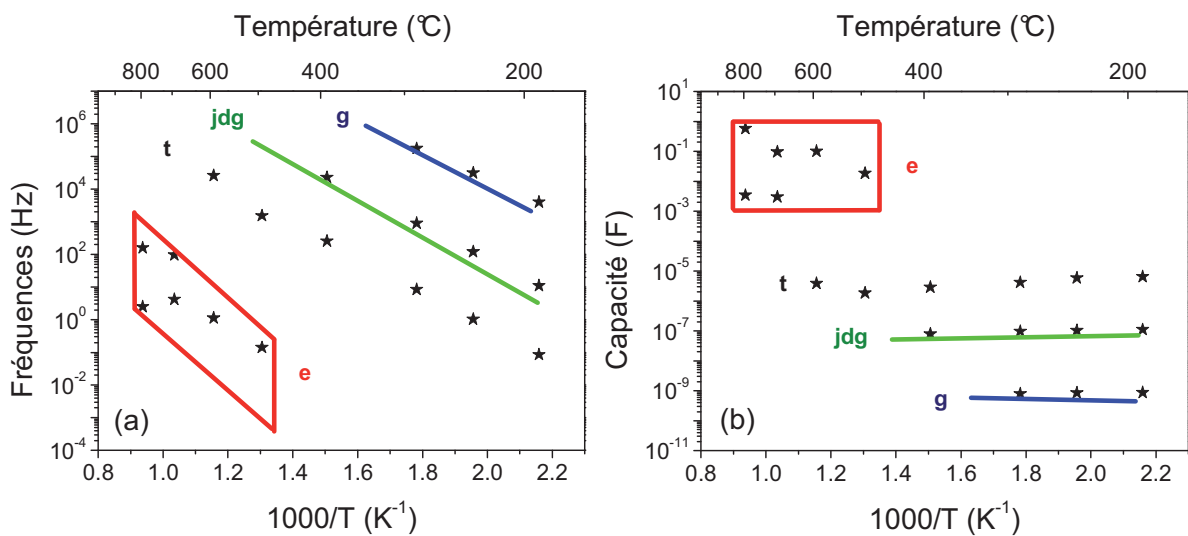 Température (°C)
800 600 400 200
10^6
10^4
10^2
10^0
10^-2
10^-4
Fréquences (Hz)
t
jdg
g
e
(a)
0.8 1.0 1.2 1.4 1.6 1.8 2.0 2.2
1000/T (K^-1)
Température (°C)
800 600 400 200
10^1
10^-1
10^-3
10^-5
10^-7
10^-9
10^-11
Capacité (F)
e
t
jdg
g
(b)
0.8 1.0 1.2 1.4 1.6 1.8 2.0 2.2
1000/T (K^-1)